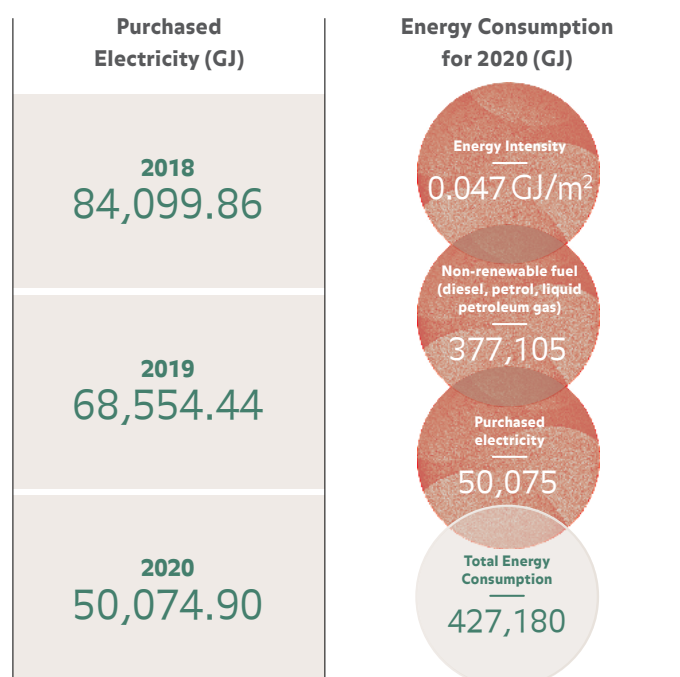 Purchased
Electricity (GJ)
2018
84,099.86
2019
68,554.44
2020
50,074.90
Energy Consumption
for 2020 (GJ)
Energy Intensity
0.047 GJ/m²
Non-renewable fuel
(diesel, petrol, liquid
petroleum gas)
377,105
Purchased
electricity
50,075
Total Energy
Consumption
427,180